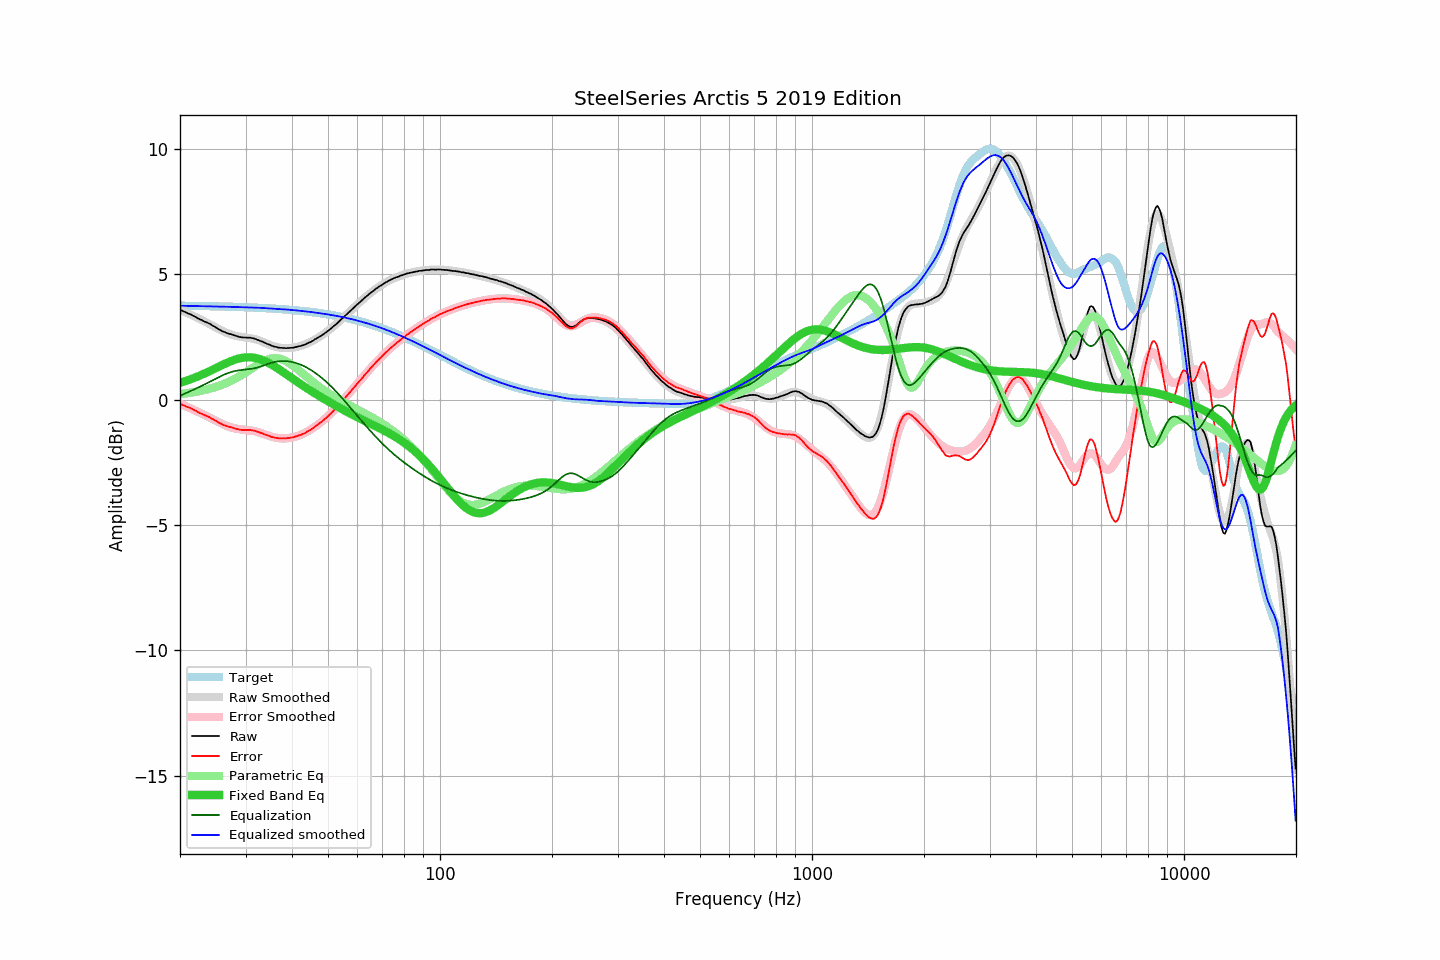 SteelSeries Arctis 5 2019 Edition
10
5
0
−5
−10
−15
Amplitude (dBr)
Target
Raw Smoothed
Error Smoothed
Raw
Error
Parametric Eq
Fixed Band Eq
Equalization
Equalized smoothed
100
1000
10000
Frequency (Hz)